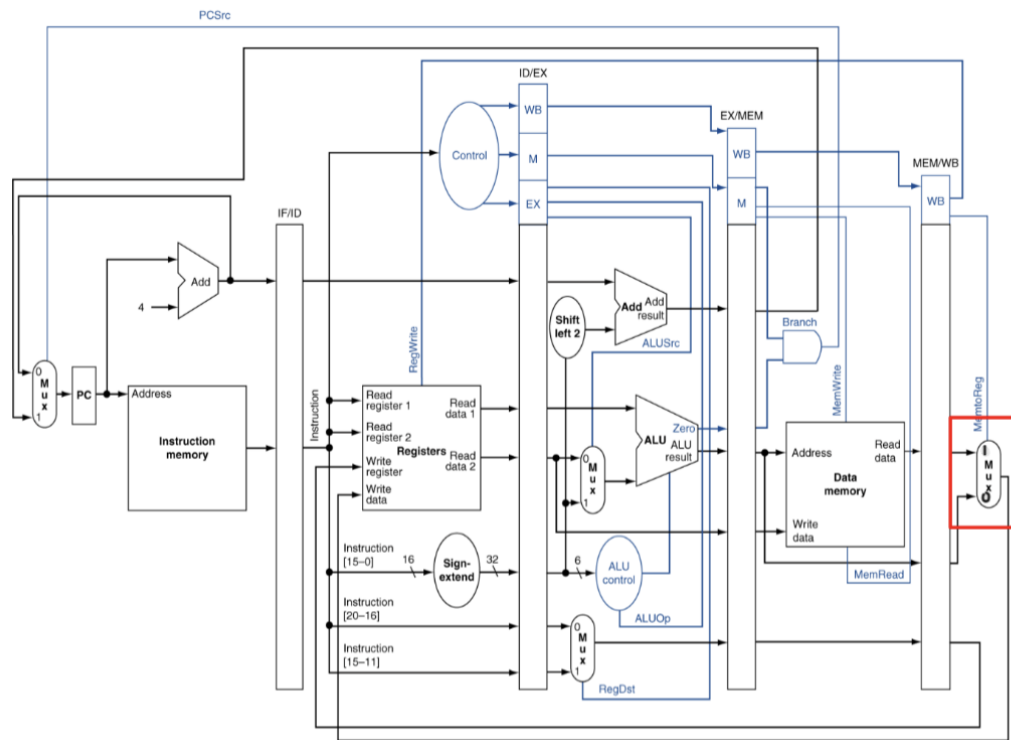 PCSrc
ID/EX
WB
EX/MEM
Control
M
WB
MEM/WB
EX
M
WB
IF/ID
Add
4
Add Add
result
Shift
left 2
Branch
ALUSrc
RegWrite
MemWrite
MemtoReg
0
M
u
x
1
PC
Address
Instruction
memory
Instruction
Read
register 1
Read
data 1
Read
register 2
Registers
Read
data 2
Write
register
Write
data
Zero
ALU
ALU
result
0
M
u
x
1
Address
Read
data
Data
memory
Write
data
MemRead
1
M
u
x
0
Instruction
[15–0]
16
Sign-
extend
32
6
ALU
control
Instruction
[20–16]
ALUOp
0
M
u
x
1
Instruction
[15–11]
RegDst